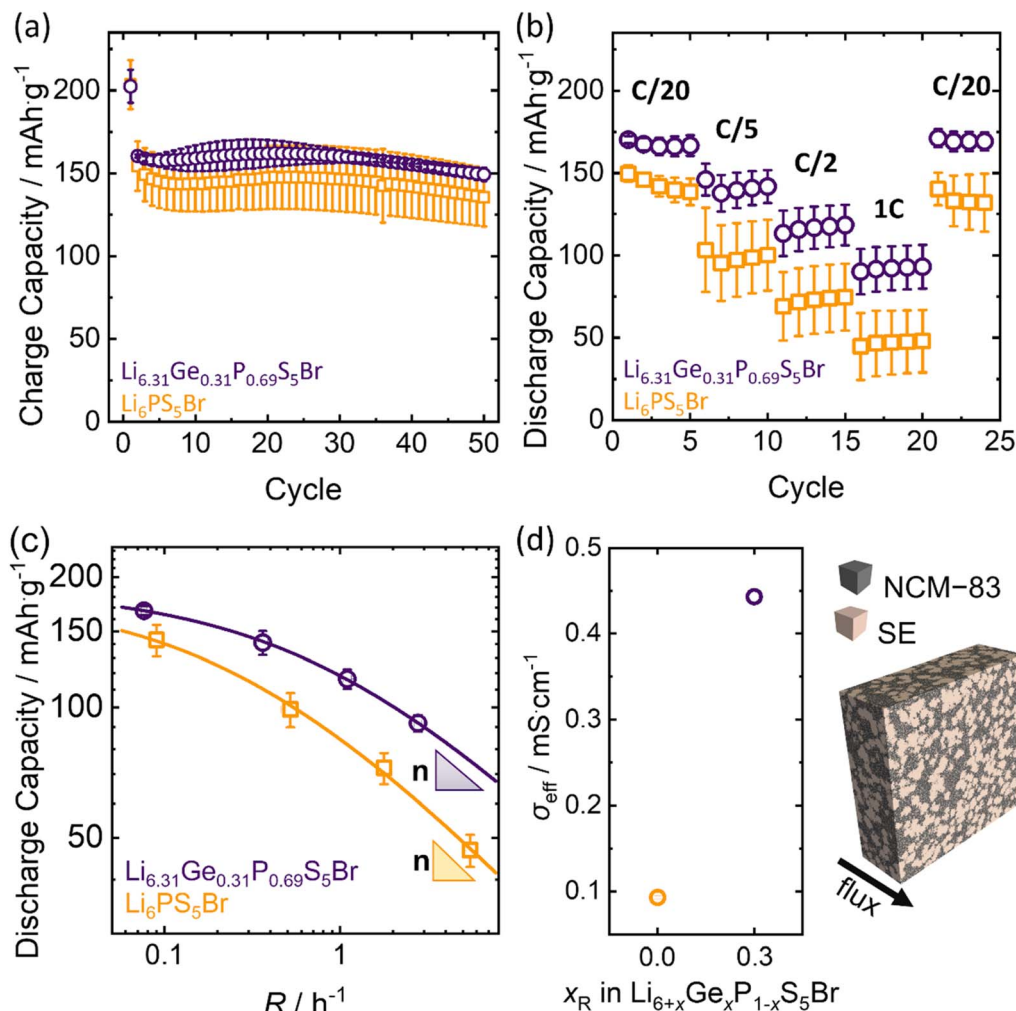 (a)
Charge Capacity / mAh·g⁻¹
200
150
100
50
0
Li₆.₃₁Ge₀.₃₁P₀.₆₉S₅Br
Li₆PS₅Br
0 10 20 30 40 50
Cycle
(b)
Discharge Capacity / mAh·g⁻¹
200
150
100
50
0
C/20
C/5
C/2
1C
C/20
Li₆.₃₁Ge₀.₃₁P₀.₆₉S₅Br
Li₆PS₅Br
0 5 10 15 20 25
Cycle
(c)
Discharge Capacity / mAh·g⁻¹
200
150
100
50
n
n
Li₆.₃₁Ge₀.₃₁P₀.₆₉S₅Br
Li₆PS₅Br
0.1 1
R / h⁻¹
(d)
σeff / mS·cm⁻¹
0.5
0.4
0.3
0.2
0.1
0.0 0.3
xR in Li₆₊ₓGeₓP₁₋ₓS₅Br
NCM−83
SE
flux